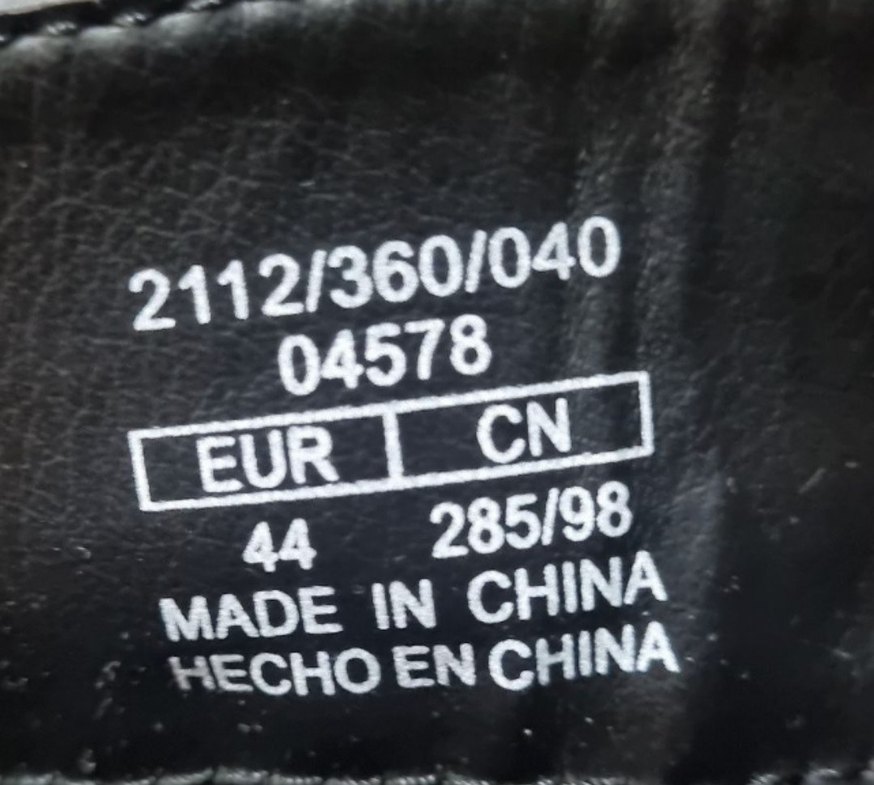 2112/360/040
04578
EUR CN
44 285/98
MADE IN CHINA
HECHO EN CHINA